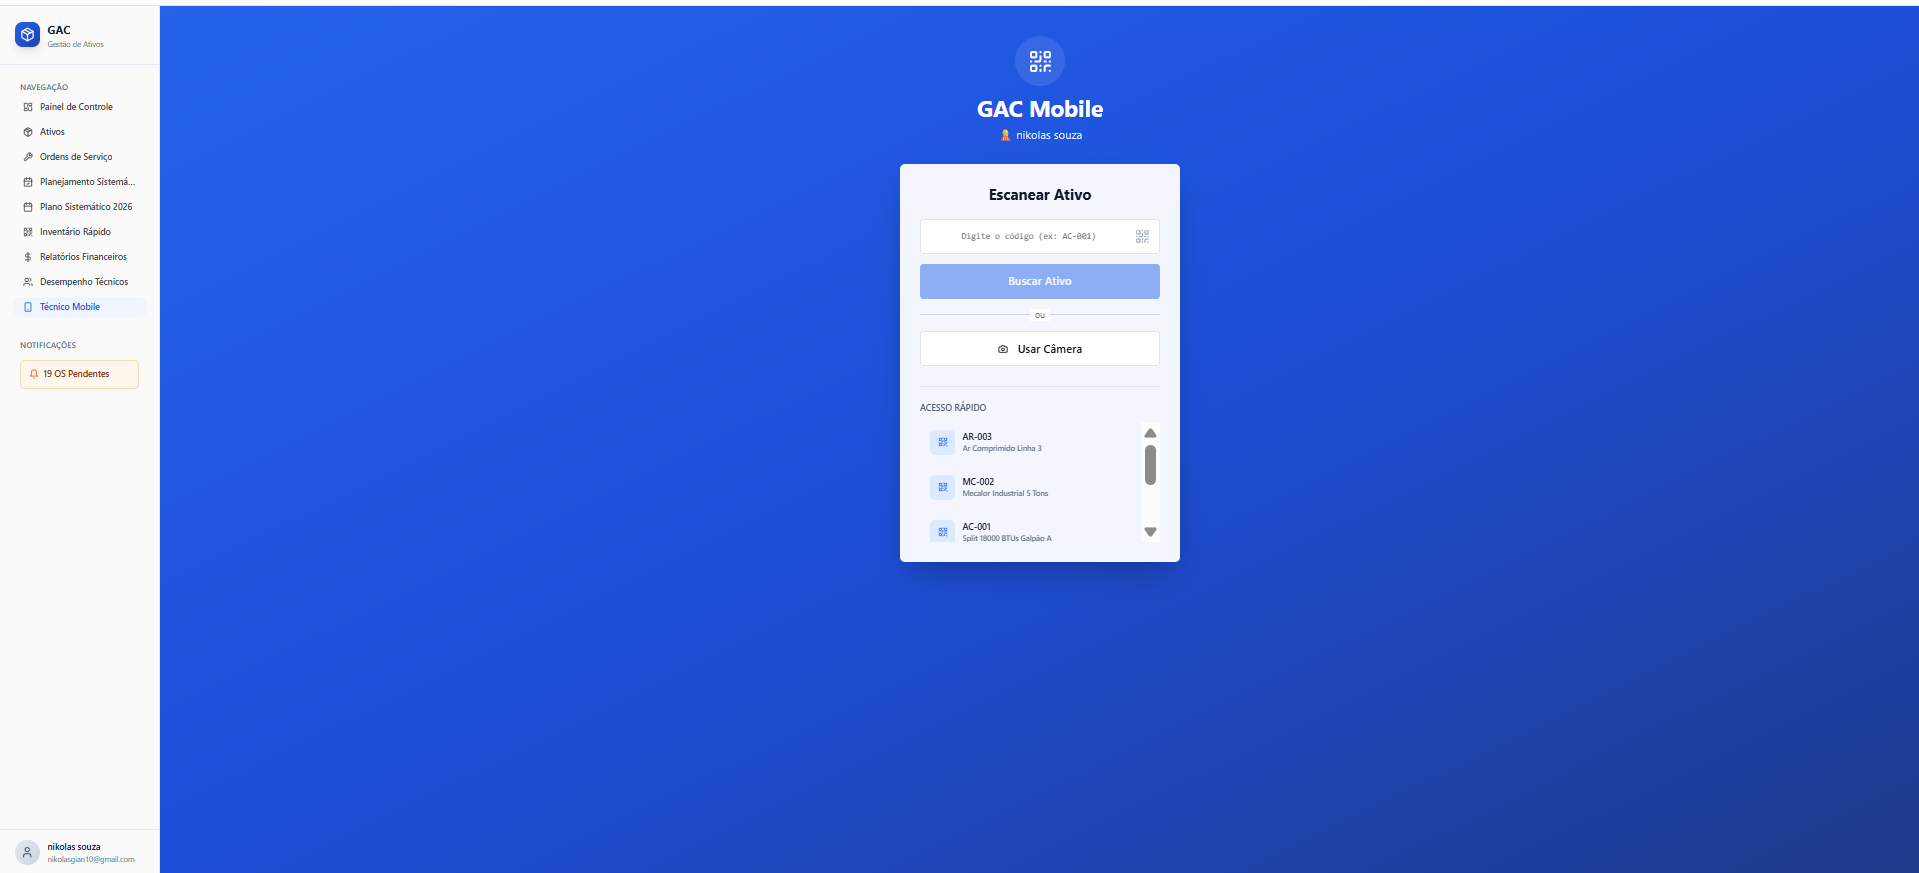 GAC
Gestão de Ativos
NAVEGAÇÃO
Painel de Controle
Ativos
Ordens de Serviço
Planejamento Sistemá...
Plano Sistemático 2026
Inventário Rápido
Relatórios Financeiros
Desempenho Técnicos
Técnico Mobile
NOTIFICAÇÕES
19 OS Pendentes
nikolas souza
nikolasgian10@gmail.com
GAC Mobile
nikolas souza
Escanear Ativo
Digite o código (ex: AC-001)
Buscar Ativo
ou
Usar Câmera
ACESSO RÁPIDO
AR-003
Ar Comprimido Linha 3
MC-002
Mecalor Industrial 5 Tons
AC-001
Split 18000 BTUs Galpão A